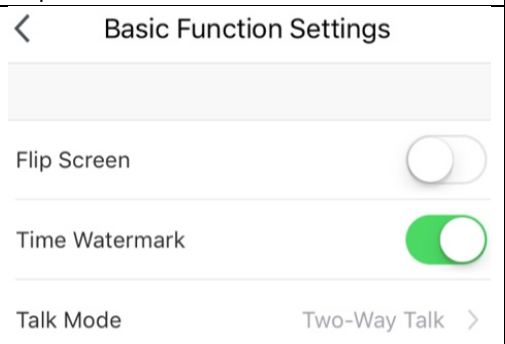 Basic Function Settings
Flip Screen
Time Watermark
Talk Mode Two-Way Talk